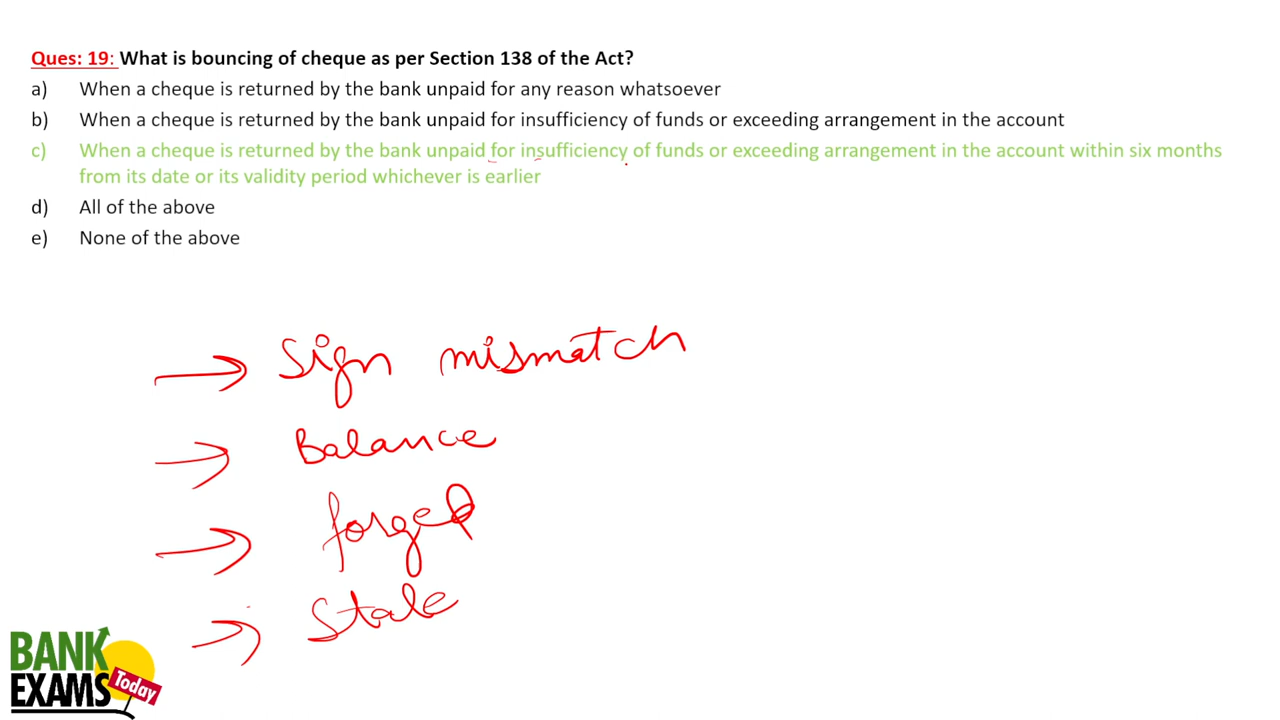 Ques: 19: What is bouncing of cheque as per Section 138 of the Act?
a) When a cheque is returned by the bank unpaid for any reason whatsoever
b) When a cheque is returned by the bank unpaid for insufficiency of funds or exceeding arrangement in the account
c) When a cheque is returned by the bank unpaid for insufficiency of funds or exceeding arrangement in the account within six months
from its date or its validity period whichever is earlier
d) All of the above
e) None of the above
Sign mismatch
Balance
forged
Stale
BANK
EXAMS
Today